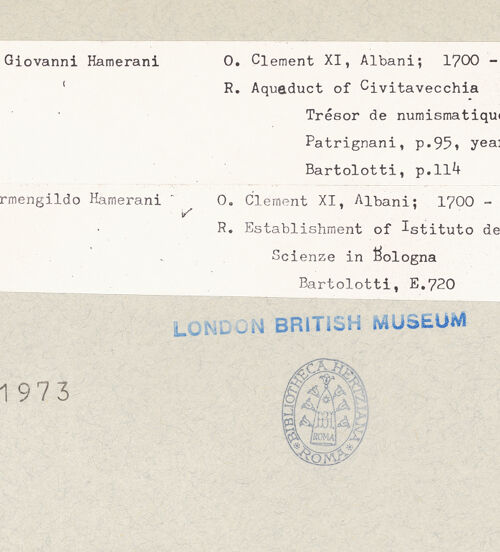 Giovanni Hamerani O. Clement XI, Albani; 1700 -
R. Aqueduct of Civitavecchia
Trésor de numismatique
Patrignani, p.95, year
Bartolotti, p.114
rmengildo Hamerani O. Clement XI, Albani; 1700 -
R. Establishment of Istituto de
Scienze in Bologna
Bartolotti, E.720
LONDON BRITISH MUSEUM
1973
BIBLIOTHECA HERTZIANA
ROMA
ROMA